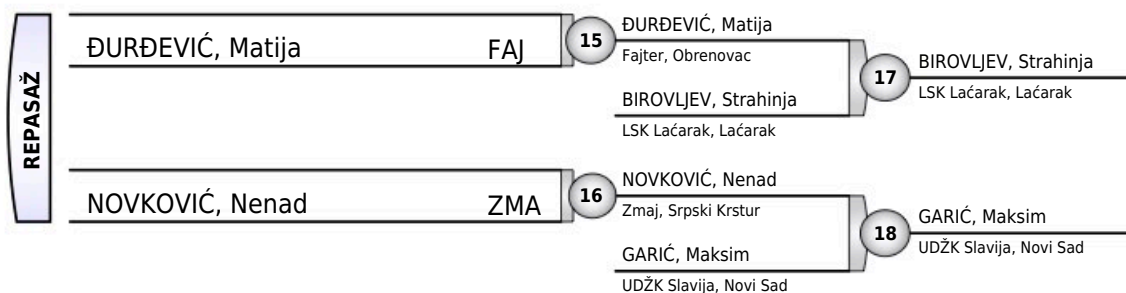 REPASAŽ
ĐURĐEVIĆ, Matija FAJ
15
ĐURĐEVIĆ, Matija
Fajter, Obrenovac
BIROVLJEV, Strahinja
LSK Laćarak, Laćarak
17
BIROVLJEV, Strahinja
LSK Laćarak, Laćarak
NOVKOVIĆ, Nenad ZMA
16
NOVKOVIĆ, Nenad
Zmaj, Srpski Krstur
GARIĆ, Maksim
UDŽK Slavija, Novi Sad
18
GARIĆ, Maksim
UDŽK Slavija, Novi Sad